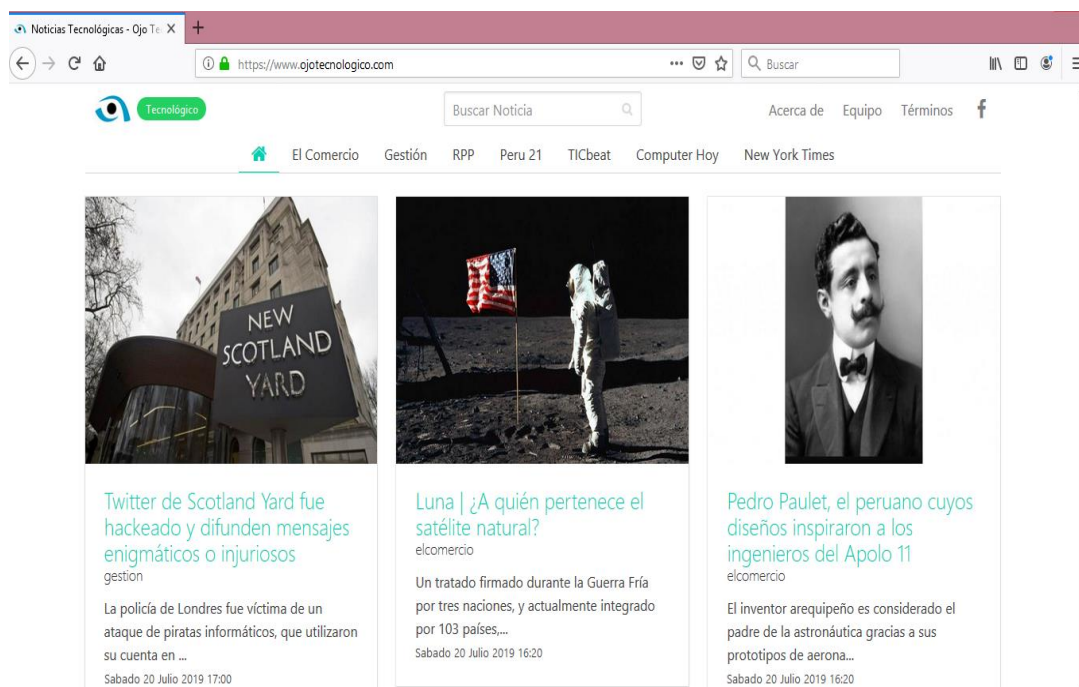 Noticias Tecnológicas - Ojo Te
https://www.ojotecnologico.com
Buscar
Tecnológico
Buscar Noticia
Acerca de Equipo Términos
El Comercio Gestión RPP Peru 21 TICbeat Computer Hoy New York Times
NEW
SCOTLAND
YARD
Twitter de Scotland Yard fue
hackeado y difunden mensajes
enigmáticos o injuriosos
gestion
La policía de Londres fue víctima de un
ataque de piratas informáticos, que utilizaron
su cuenta en ...
Sabado 20 Julio 2019 17:00
Luna | ¿A quién pertenece el
satélite natural?
elcomercio
Un tratado firmado durante la Guerra Fría
por tres naciones, y actualmente integrado
por 103 países,...
Sabado 20 Julio 2019 16:20
Pedro Paulet, el peruano cuyos
diseños inspiraron a los
ingenieros del Apolo 11
elcomercio
El inventor arequipeño es considerado el
padre de la astronáutica gracias a sus
prototipos de aerona...
Sabado 20 Julio 2019 16:20